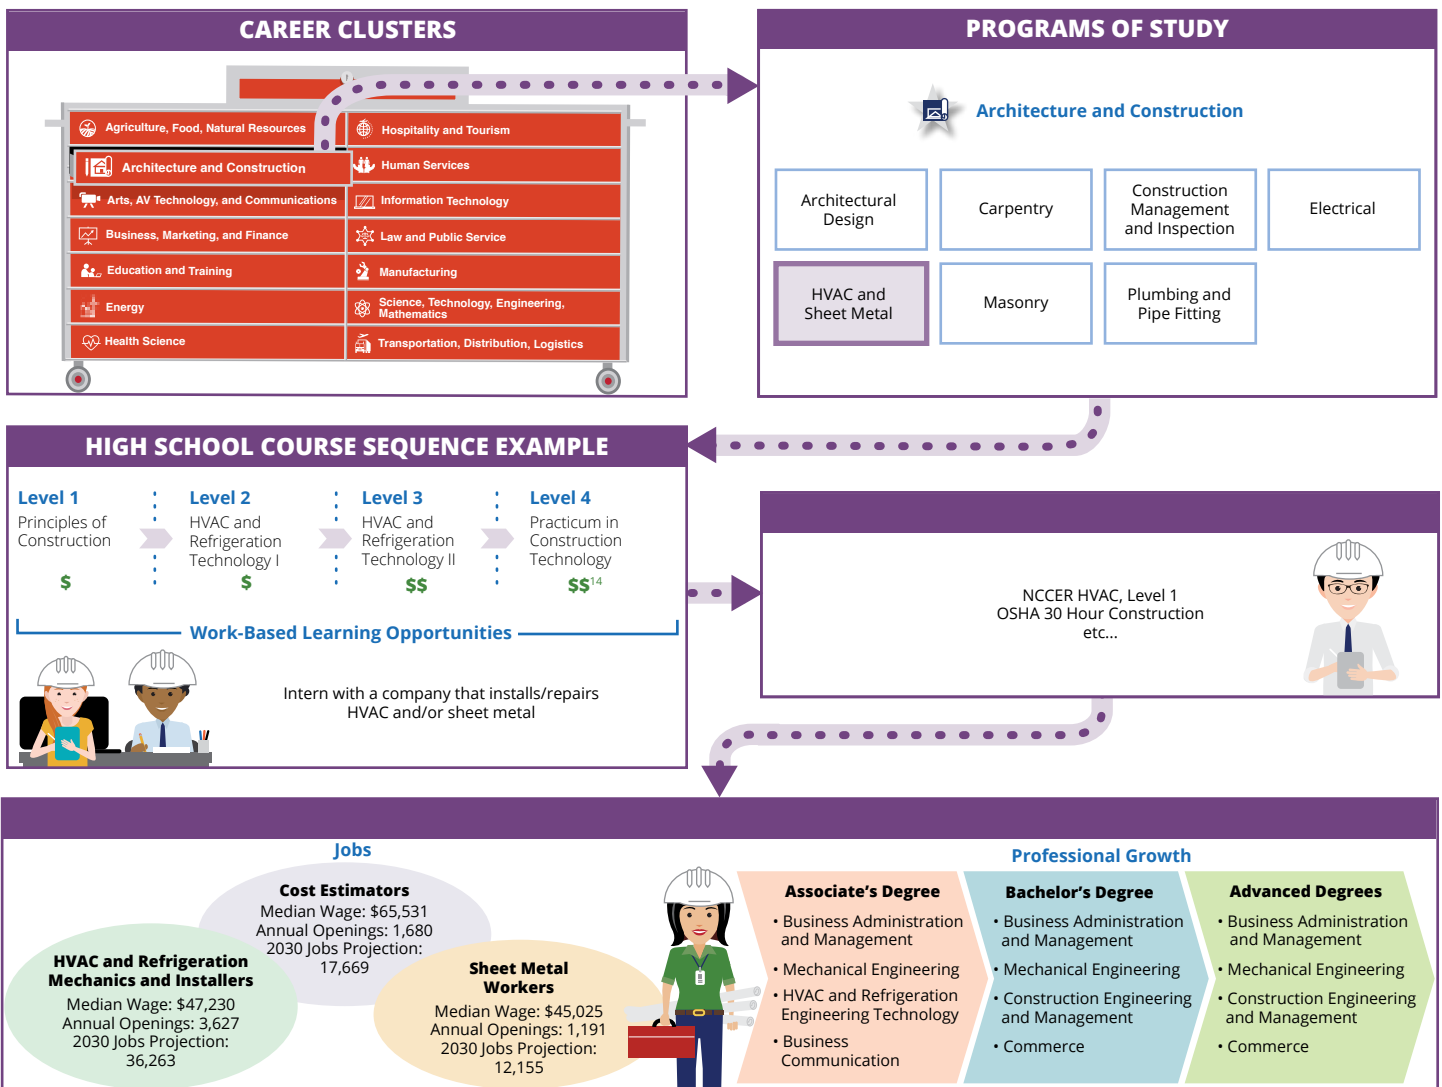 CAREER CLUSTERS
Agriculture, Food, Natural Resources
Architecture and Construction
Arts, AV Technology, and Communications
Business, Marketing, and Finance
Education and Training
Energy
Health Science
Hospitality and Tourism
Human Services
Information Technology
Law and Public Service
Manufacturing
Science, Technology, Engineering,
Mathematics
Transportation, Distribution, Logistics
PROGRAMS OF STUDY
Architecture and Construction
Architectural
Design
Carpentry
Construction
Management
and Inspection
Electrical
HVAC and
Sheet Metal
Masonry
Plumbing and
Pipe Fitting
HIGH SCHOOL COURSE SEQUENCE EXAMPLE
Level 1
Principles of
Construction
$
Level 2
HVAC and
Refrigeration
Technology I
$
Level 3
HVAC and
Refrigeration
Technology II
$$
Level 4
Practicum in
Construction
Technology
$$14
Work-Based Learning Opportunities
Intern with a company that installs/repairs
HVAC and/or sheet metal
NCCER HVAC, Level 1
OSHA 30 Hour Construction
etc...
Jobs
Cost Estimators
Median Wage: $65,531
Annual Openings: 1,680
2030 Jobs Projection:
17,669
HVAC and Refrigeration
Mechanics and Installers
Median Wage: $47,230
Annual Openings: 3,627
2030 Jobs Projection:
36,263
Sheet Metal
Workers
Median Wage: $45,025
Annual Openings: 1,191
2030 Jobs Projection:
12,155
Professional Growth
Associate’s Degree
• Business Administration
and Management
• Mechanical Engineering
• HVAC and Refrigeration
Engineering Technology
• Business
Communication
Bachelor’s Degree
• Business Administration
and Management
• Mechanical Engineering
• Construction Engineering
and Management
• Commerce
Advanced Degrees
• Business Administration
and Management
• Mechanical Engineering
• Construction Engineering
and Management
• Commerce